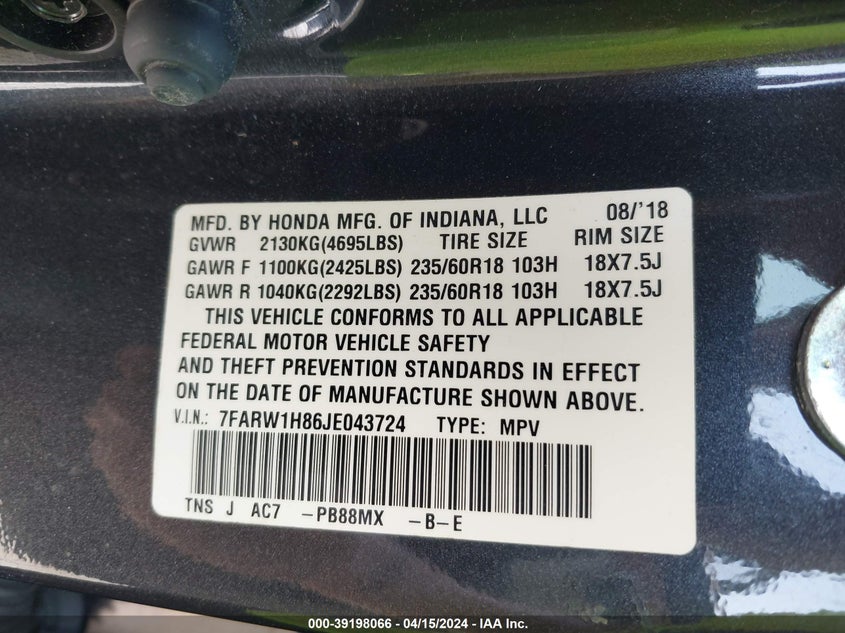 MFD. BY HONDA MFG. OF INDIANA, LLC 08/'18
GVWR 2130KG(4695LBS) TIRE SIZE RIM SIZE
GAWR F 1100KG(2425LBS) 235/60R18 103H 18X7.5J
GAWR R 1040KG(2292LBS) 235/60R18 103H 18X7.5J
THIS VEHICLE CONFORMS TO ALL APPLICABLE
FEDERAL MOTOR VEHICLE SAFETY
AND THEFT PREVENTION STANDARDS IN EFFECT
ON THE DATE OF MANUFACTURE SHOWN ABOVE.
V.I.N.: 7FARW1H86JE043724 TYPE: MPV
TNS J AC7 -PB88MX -B-E
000-39198066 - 04/15/2024 - IAA Inc.